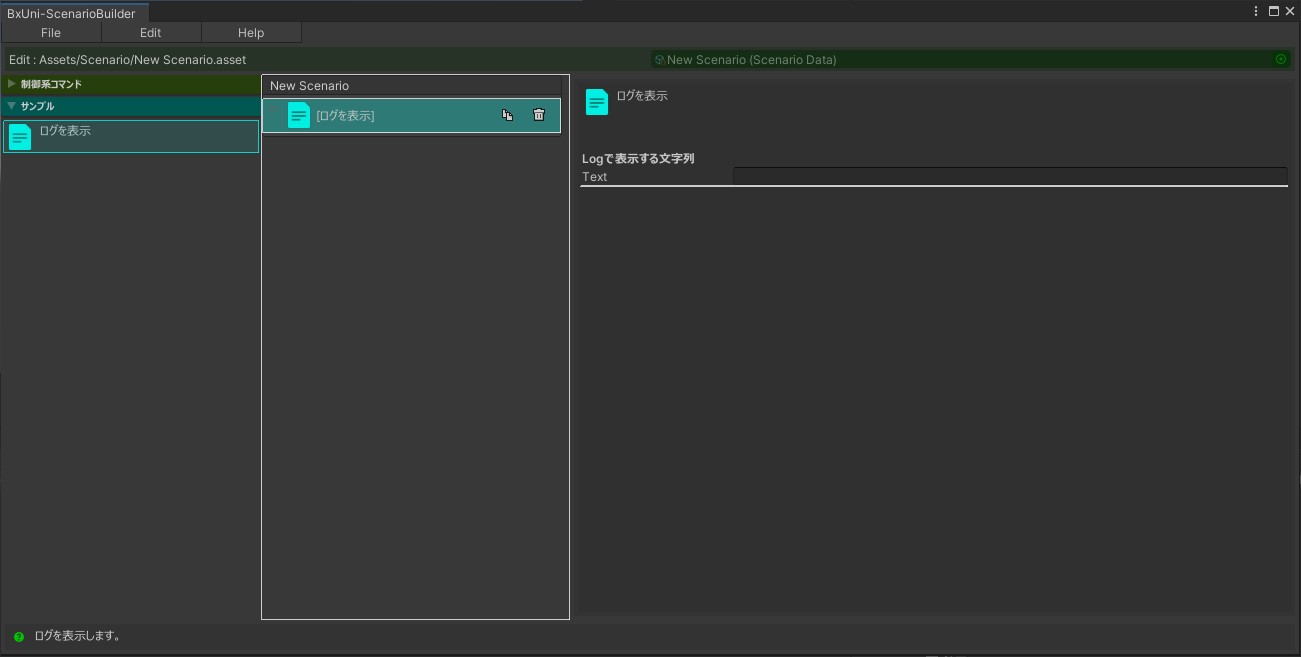 BxUni-ScenarioBuilder
File Edit Help
Edit : Assets/Scenario/New Scenario.asset
New Scenario (Scenario Data)
制御系コマンド
サンプル
ログを表示
New Scenario
[ログを表示]
ログを表示
Logで表示する文字列
Text
ログを表示します。